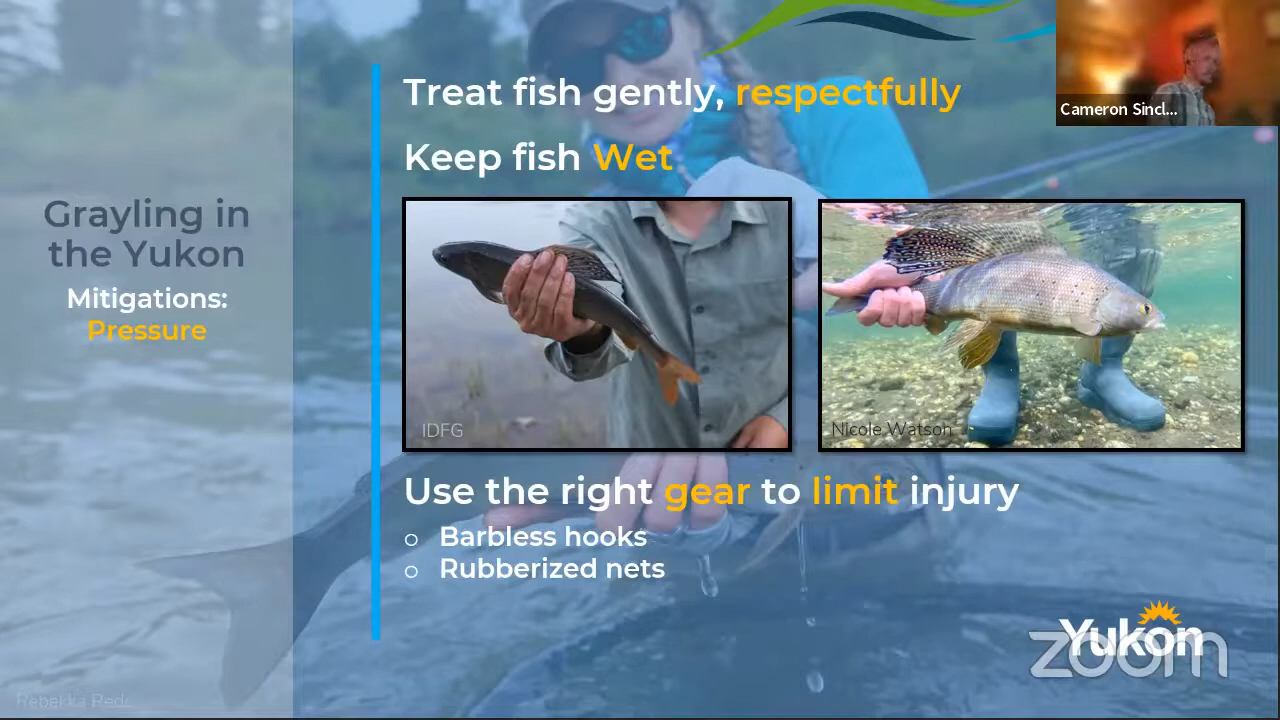 Grayling in
the Yukon
Mitigations:
Pressure
Treat fish gently, respectfully
Keep fish Wet
IDFG
Nicole Watson
Use the right gear to limit injury
o Barbless hooks
o Rubberized nets
Cameron Sincl...
Yukon
zoom
Rebekka